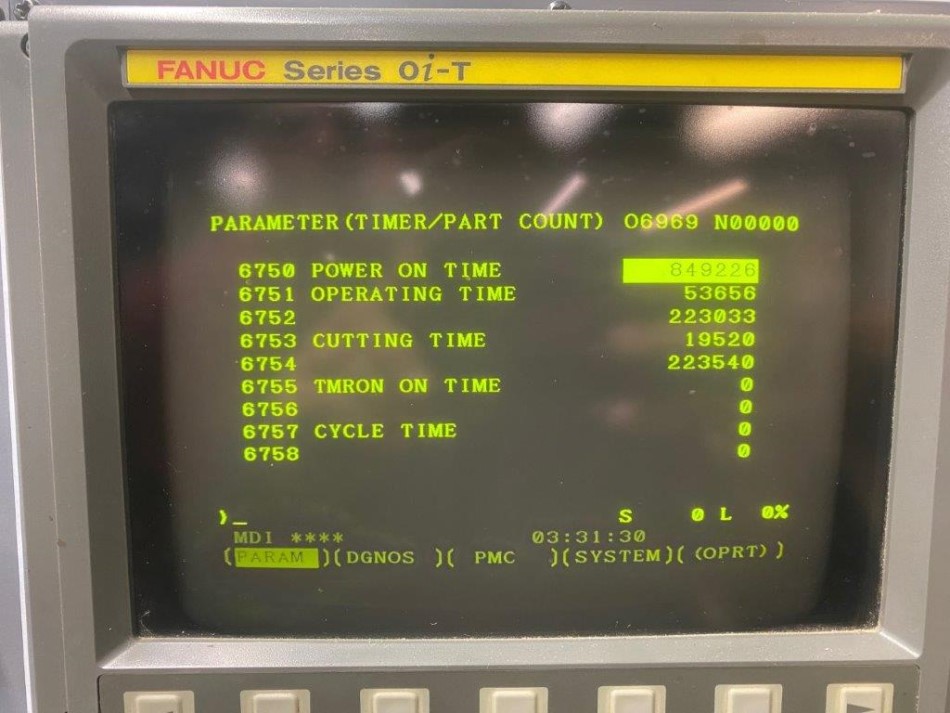 FANUC Series 0i-T
PARAMETER(TIMER/PART COUNT) O6969 N00000
6750 POWER ON TIME 849226
6751 OPERATING TIME 53656
6752 223033
6753 CUTTING TIME 19520
6754 223540
6755 TMRON ON TIME 0
6756 0
6757 CYCLE TIME 0
6758 0
>_ S 0 L 0%
MDI **** 03:31:30
(PARAM )(DGNOS )( PMC )(SYSTEM)((OPRT))